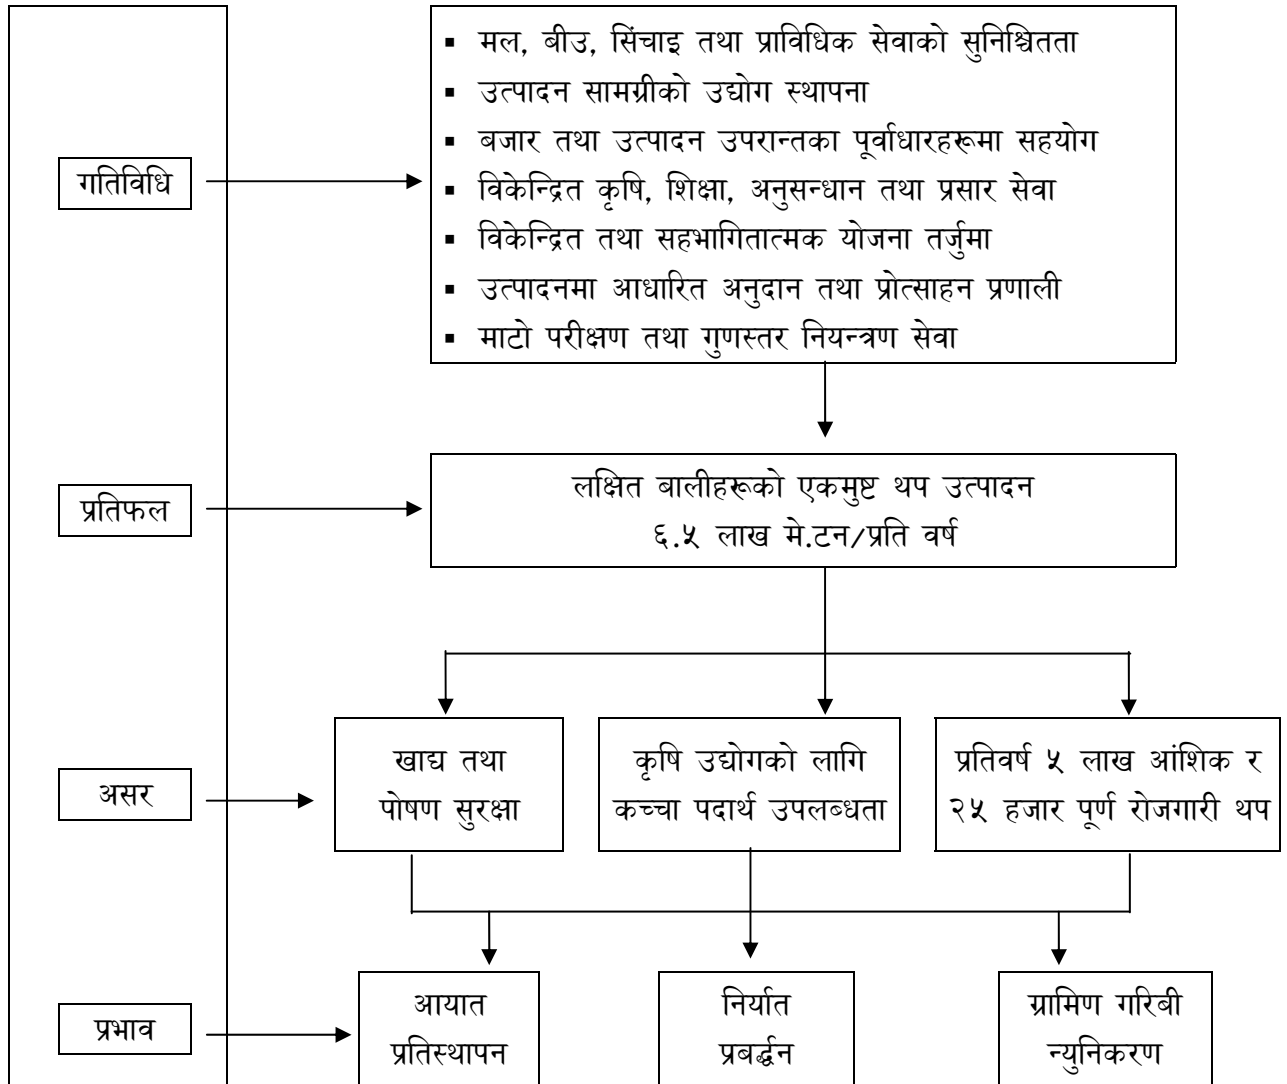 गतिविधि
▪ मल, बीउ, सिंचाइ तथा प्राविधिक सेवाको सुनिश्चितता
▪ उत्पादन सामग्रीको उद्योग स्थापना
▪ बजार तथा उत्पादन उपरान्तका पूर्वाधारहरूमा सहयोग
▪ विकेन्द्रित कृषि, शिक्षा, अनुसन्धान तथा प्रसार सेवा
▪ विकेन्द्रित तथा सहभागितात्मक योजना तर्जुमा
▪ उत्पादनमा आधारित अनुदान तथा प्रोत्साहन प्रणाली
▪ माटो परीक्षण तथा गुणस्तर नियन्त्रण सेवा
प्रतिफल
लक्षित बालीहरूको एकमुष्ट थप उत्पादन
६.५ लाख मे.टन/प्रति वर्ष
असर
खाद्य तथा
पोषण सुरक्षा
कृषि उद्योगको लागि
कच्चा पदार्थ उपलब्धता
प्रतिवर्ष ५ लाख आंशिक र
२५ हजार पूर्ण रोजगारी थप
प्रभाव
आयात
प्रतिस्थापन
निर्यात
प्रबर्द्धन
ग्रामिण गरिबी
न्युनिकरण